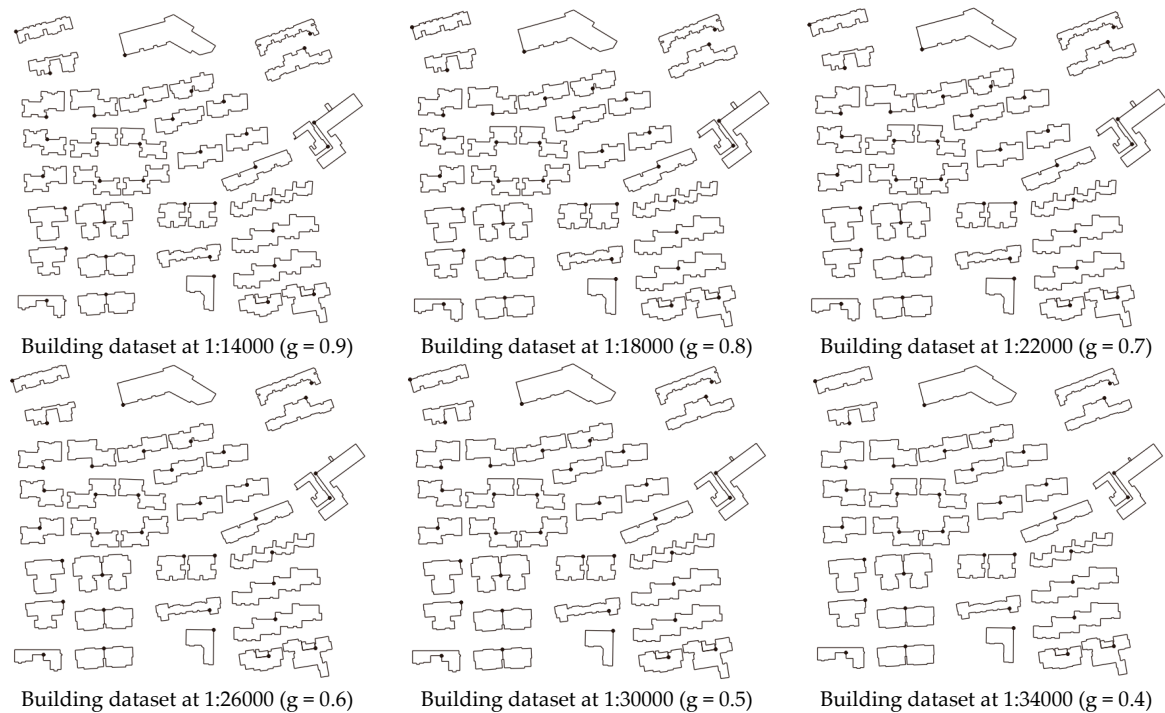 Building dataset at 1:14000 (g = 0.9)
Building dataset at 1:18000 (g = 0.8)
Building dataset at 1:22000 (g = 0.7)
Building dataset at 1:26000 (g = 0.6)
Building dataset at 1:30000 (g = 0.5)
Building dataset at 1:34000 (g = 0.4)